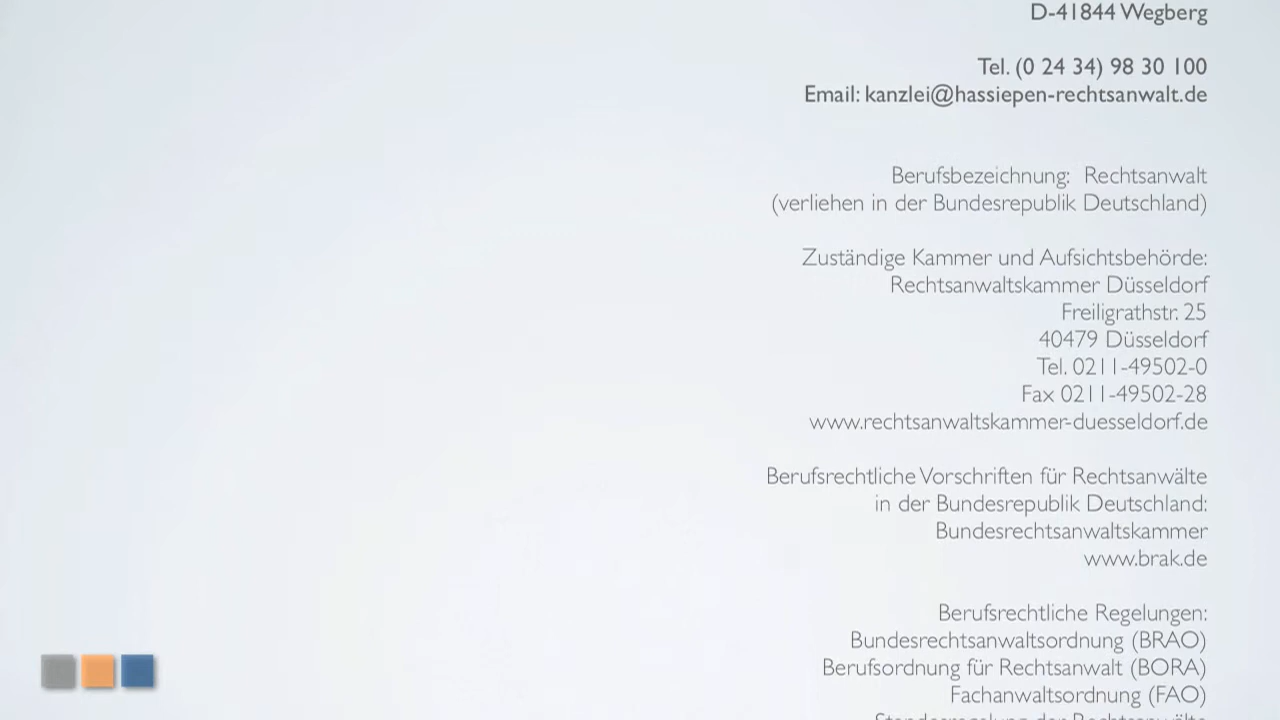 D-41844 Wegberg
Tel. (0 24 34) 98 30 100
Email: kanzlei@hassiepen-rechtsanwalt.de
Berufsbezeichnung: Rechtsanwalt
(verliehen in der Bundesrepublik Deutschland)
Zuständige Kammer und Aufsichtsbehörde:
Rechtsanwaltskammer Düsseldorf
Freiligrathstr. 25
40479 Düsseldorf
Tel. 0211-49502-0
Fax 0211-49502-28
www.rechtsanwaltskammer-duesseldorf.de
Berufsrechtliche Vorschriften für Rechtsanwälte
in der Bundesrepublik Deutschland:
Bundesrechtsanwaltskammer
www.brak.de
Berufsrechtliche Regelungen:
Bundesrechtsanwaltsordnung (BRAO)
Berufsordnung für Rechtsanwalt (BORA)
Fachanwaltsordnung (FAO)